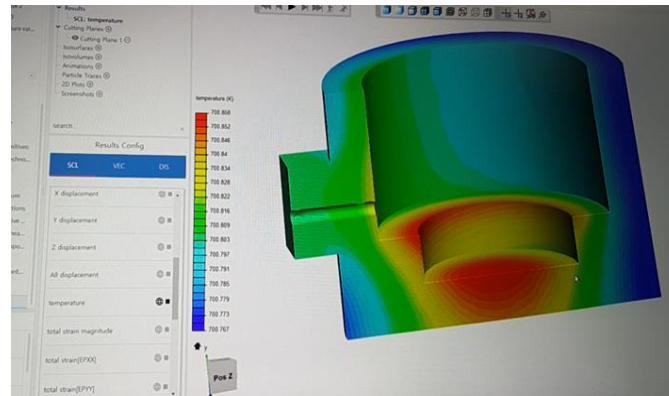 Results
SCL: temperature
Cutting Planes
Cutting Plane 1
Isosurfaces
Isovolumes
Animations
Particle Traces
2D Plots
Screenshots
search..
Results Config
SCL VEC DIS
X displacement
Y displacement
Z displacement
All displacement
temperature
total strain magnitude
total strain[EPXX]
total strain[EPYY]
temperature (K)
700.858
700.852
700.846
700.84
700.834
700.828
700.822
700.816
700.809
700.803
700.797
700.791
700.785
700.779
700.773
700.767
y
Pos Z